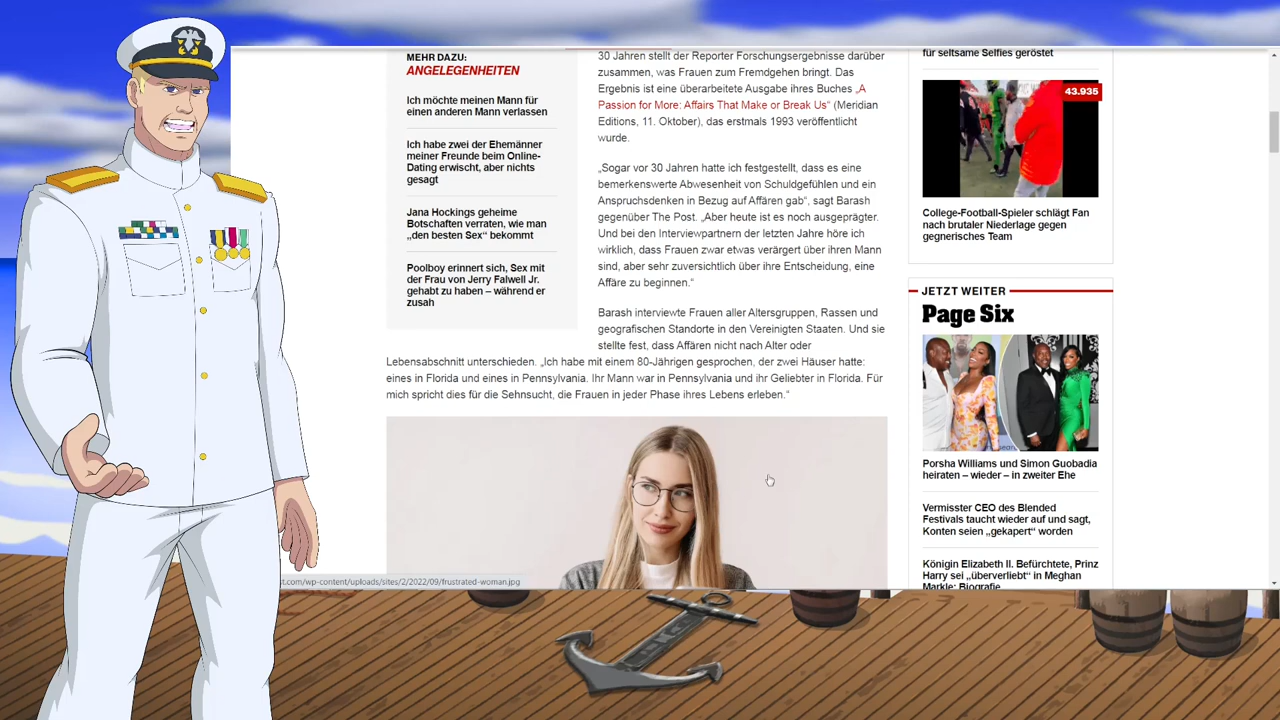 MEHR DAZU:
ANGELEGENHEITEN
Ich möchte meinen Mann für
einen anderen Mann verlassen
Ich habe zwei der Ehemänner
meiner Freunde beim Online-
Dating erwischt, aber nichts
gesagt
Jana Hockings geheime
Botschaften verraten, wie man
„den besten Sex“ bekommt
Poolboy erinnert sich, Sex mit
der Frau von Jerry Falwell Jr.
gehabt zu haben – während er
zusah
30 Jahren stellt der Reporter Forschungsergebnisse darüber
zusammen, was Frauen zum Fremdgehen bringt. Das
Ergebnis ist eine überarbeitete Ausgabe ihres Buches „A
Passion for More: Affairs That Make or Break Us“ (Meridian
Editions, 11. Oktober), das erstmals 1993 veröffentlicht
wurde.
„Sogar vor 30 Jahren hatte ich festgestellt, dass es eine
bemerkenswerte Abwesenheit von Schuldgefühlen und ein
Anspruchsdenken in Bezug auf Affären gab“, sagt Barash
gegenüber The Post. „Aber heute ist es noch ausgeprägter.
Und bei den Interviewpartnern der letzten Jahre höre ich
wirklich, dass Frauen zwar etwas verärgert über ihren Mann
sind, aber sehr zuversichtlich über ihre Entscheidung, eine
Affäre zu beginnen.“
Barash interviewte Frauen aller Altersgruppen, Rassen und
geografischen Standorte in den Vereinigten Staaten. Und sie
stellte fest, dass Affären nicht nach Alter oder
Lebensabschnitt unterschieden. „Ich habe mit einem 80-Jährigen gesprochen, der zwei Häuser hatte:
eines in Florida und eines in Pennsylvania. Ihr Mann war in Pennsylvania und ihr Geliebter in Florida. Für
mich spricht dies für die Sehnsucht, die Frauen in jeder Phase ihres Lebens erleben.“
für seltsame Selfies geröstet
43.935
College-Football-Spieler schlägt Fan
nach brutaler Niederlage gegen
gegnerisches Team
JETZT WEITER
Page Six
Porsha Williams und Simon Guobadia
heiraten – wieder – in zweiter Ehe
Vermisster CEO des Blended
Festivals taucht wieder auf und sagt,
Konten seien „gekapert“ worden
Königin Elizabeth II. Befürchtete, Prinz
Harry sei „überverliebt“ in Meghan
Markle: Biografie
st.com/wp-content/uploads/sites/2/2022/09/frustrated-woman.jpg